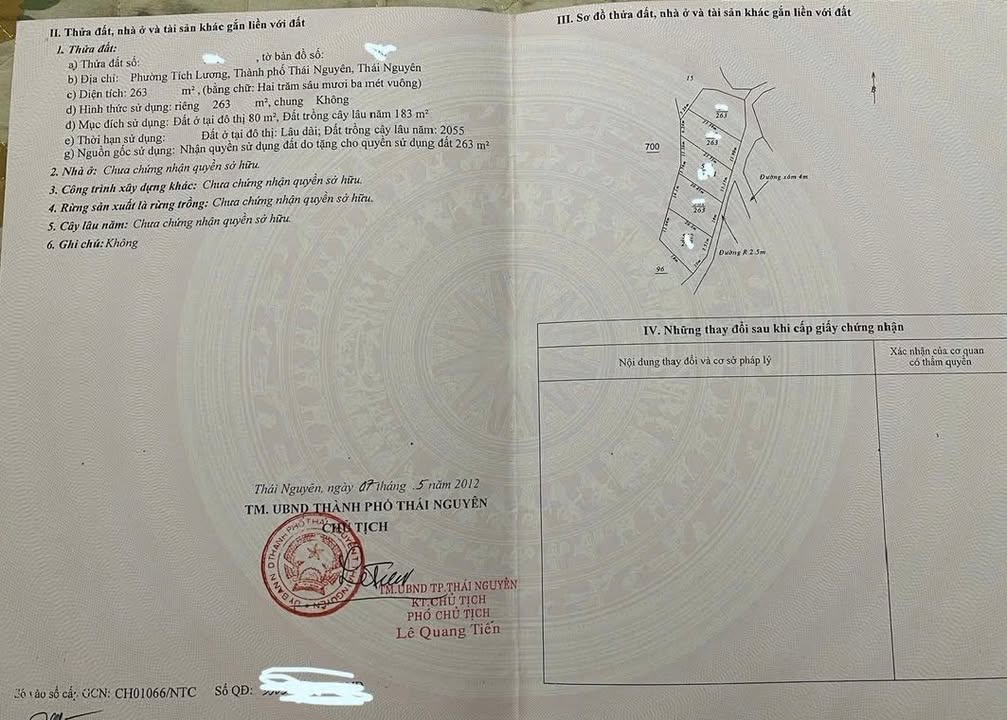 II. Thửa đất, nhà ở và tài sản khác gắn liền với đất
1. Thửa đất:
a) Thửa đất số: , tờ bản đồ số:
b) Địa chỉ: Phường Tích Lương, Thành phố Thái Nguyên, Thái Nguyên
c) Diện tích: 263 m², (bằng chữ: Hai trăm sáu mươi ba mét vuông)
d) Hình thức sử dụng: riêng 263 m², chung Không
đ) Mục đích sử dụng: Đất ở tại đô thị 80 m², Đất trồng cây lâu năm 183 m²
e) Thời hạn sử dụng: Đất ở tại đô thị: Lâu dài; Đất trồng cây lâu năm: 2055
g) Nguồn gốc sử dụng: Nhận quyền sử dụng đất do tặng cho quyền sử dụng đất 263 m²
2. Nhà ở: Chưa chứng nhận quyền sở hữu.
3. Công trình xây dựng khác: Chưa chứng nhận quyền sở hữu.
4. Rừng sản xuất là rừng trồng: Chưa chứng nhận quyền sở hữu.
5. Cây lâu năm: Chưa chứng nhận quyền sở hữu.
6. Ghi chú: Không
Thái Nguyên, ngày 07 tháng .5 năm 2012
TM. UBND THÀNH PHỐ THÁI NGUYÊN
CHỦ TỊCH
TM.UBND TP.THÁI NGUYÊN
KT.CHỦ TỊCH
PHÓ CHỦ TỊCH
Lê Quang Tiến
vào sổ cấp GCN: CH01066/NTC Số QĐ:
III. Sơ đồ thửa đất, nhà ở và tài sản khác gắn liền với đất
15
B
263
263
700
Đường xóm 4m
263
Đường R 2.5m
96
IV. Những thay đổi sau khi cấp giấy chứng nhận
Nội dung thay đổi và cơ sở pháp lý
Xác nhận của cơ quan
có thẩm quyền